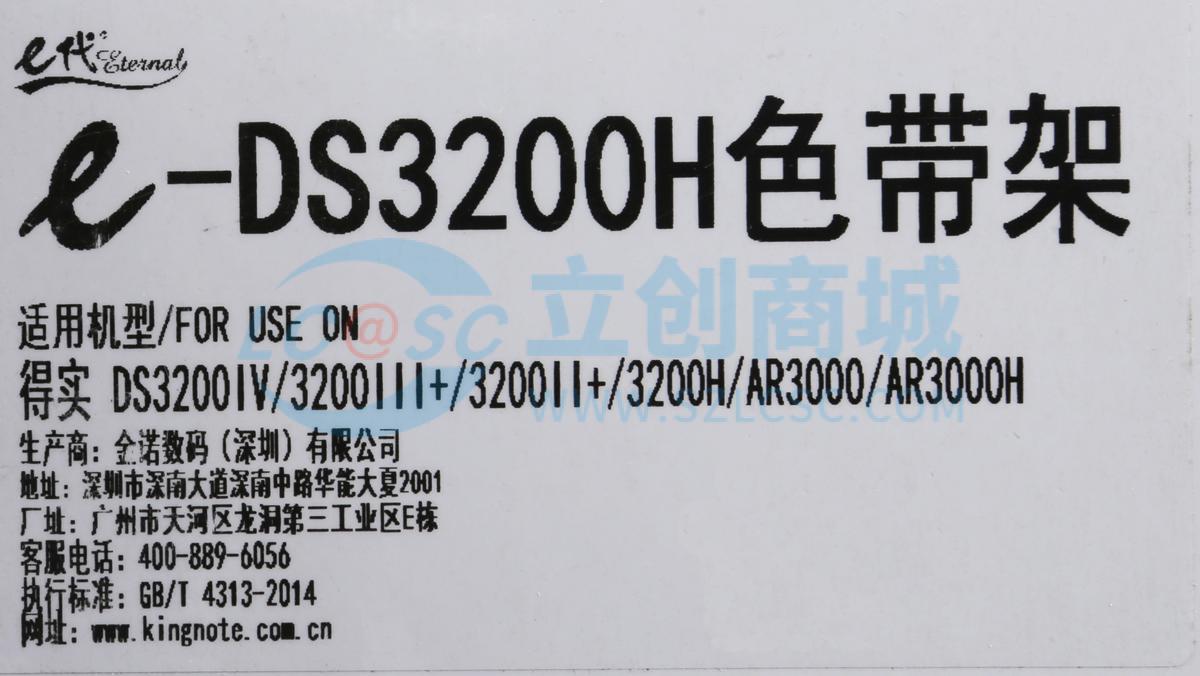 e代 Eternal
e-DS3200H色带架
适用机型/FOR USE ON
得实 DS3200IV/3200III+/3200II+/3200H/AR3000/AR3000H
生产商：金诺数码（深圳）有限公司
地址：深圳市深南大道深南中路华能大厦2001
厂址：广州市天河区龙洞第三工业区E栋
客服电话：400-889-6056
执行标准：GB/T 4313-2014
网址：www.kingnote.com.cn
LC@SC 立创商城
WWW.SZLCSC.COM